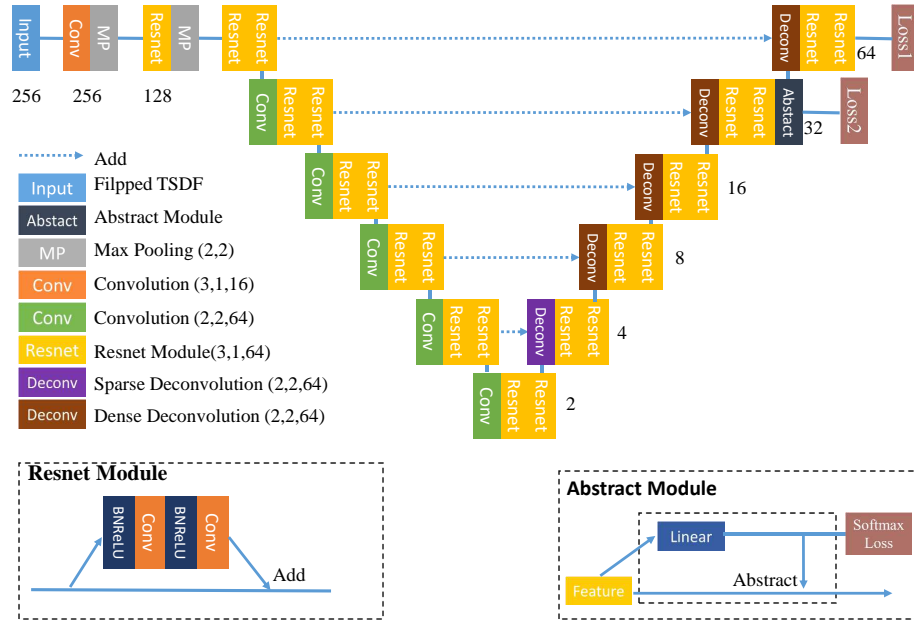 Input
Conv
MP
Resnet
MP
Resnet
Resnet
Deconv
Resnet
Resnet
64
Loss1
256
256
128
Conv
Resnet
Resnet
Deconv
Resnet
Resnet
Abstact
32
Loss2
Add
Conv
Resnet
Resnet
Deconv
Resnet
Resnet
16
Input Filpped TSDF
Abstact Abstract Module
MP Max Pooling (2,2)
Conv Convolution (3,1,16)
Conv Convolution (2,2,64)
Resnet Resnet Module(3,1,64)
Deconv Sparse Deconvolution (2,2,64)
Deconv Dense Deconvolution (2,2,64)
Conv
Resnet
Resnet
Deconv
Resnet
Resnet
8
Conv
Resnet
Resnet
Deconv
Resnet
Resnet
4
Conv
Resnet
Resnet
2
Resnet Module
BNReLU
Conv
BNReLU
Conv
Add
Abstract Module
Linear
Softmax
Loss
Abstract
Feature